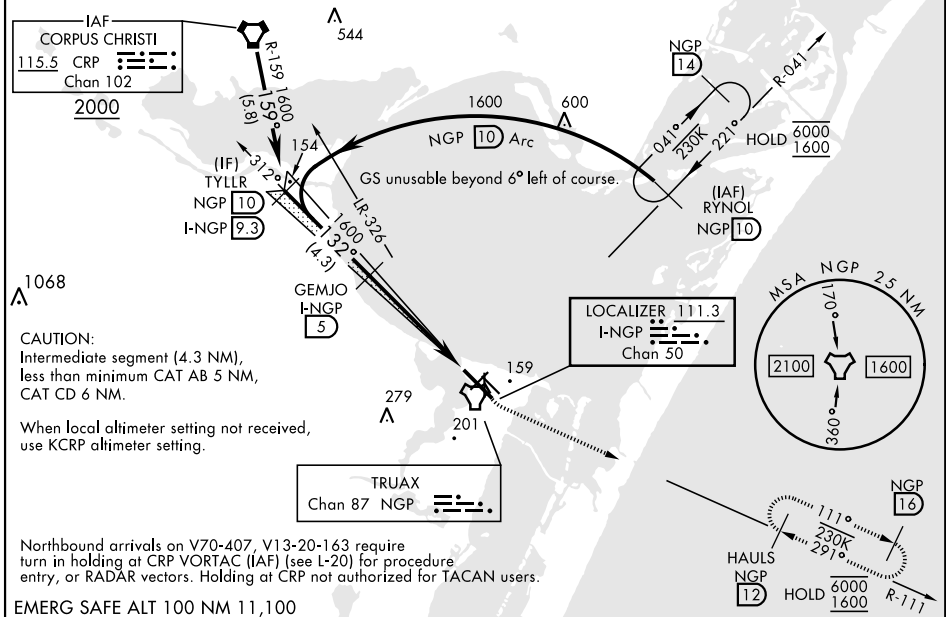 IAF
CORPUS CHRISTI
115.5 CRP
Chan 102
2000
544
R-159
1600
159°
(5.8)
NGP
14
R-041
041°
230K
221°
HOLD 6000
1600
1600
600
NGP 10 Arc
GS unusable beyond 6° left of course.
(IAF)
RYNOL
NGP 10
154
312°
(IF)
TYLLR
NGP 10
I-NGP 9.3
LR-326
1600
132°
(4.3)
GEMJO
I-NGP
5
1068
CAUTION:
Intermediate segment (4.3 NM),
less than minimum CAT AB 5 NM,
CAT CD 6 NM.
When local altimeter setting not received,
use KCRP altimeter setting.
LOCALIZER 111.3
I-NGP
Chan 50
159
279
201
TRUAX
Chan 87 NGP
MSA NGP 25 NM
170°
2100
1600
360°
NGP
16
111°
230K
291°
HAULS
NGP
12
HOLD 6000
1600
R-111
Northbound arrivals on V70-407, V13-20-163 require
turn in holding at CRP VORTAC (IAF) (see L-20) for procedure
entry, or RADAR vectors. Holding at CRP not authorized for TACAN users.
EMERG SAFE ALT 100 NM 11,100